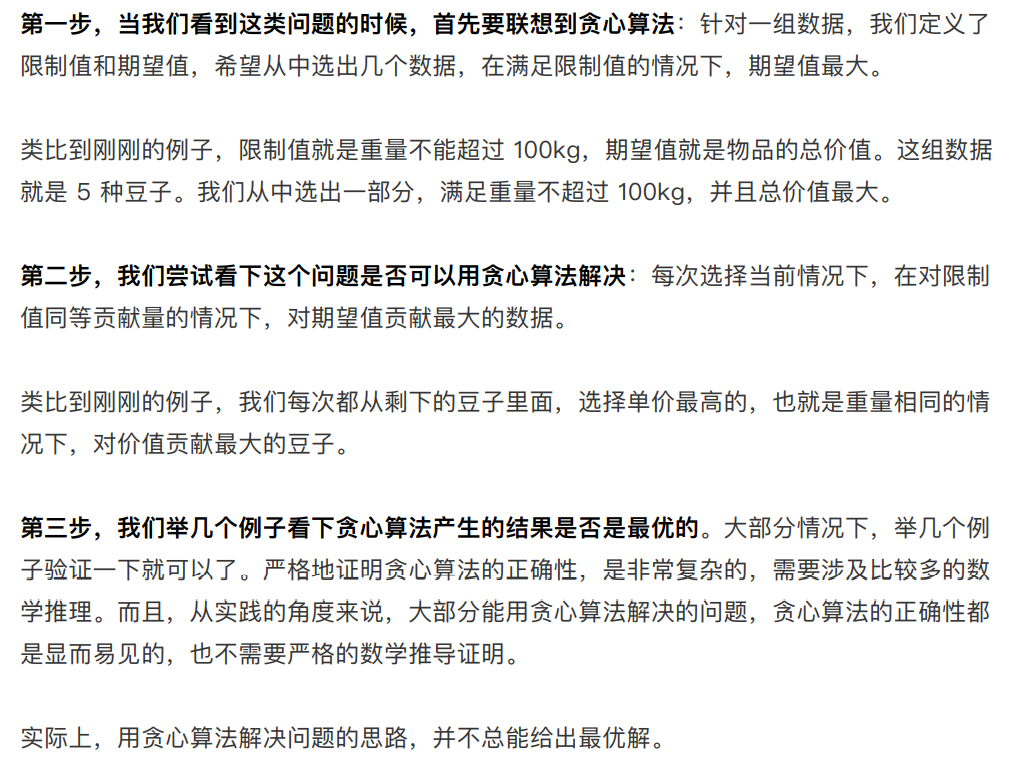 第一步，当我们看到这类问题的时候，首先要联想到贪心算法：针对一组数据，我们定义了
限制值和期望值，希望从中选出几个数据，在满足限制值的情况下，期望值最大。
类比到刚刚的例子，限制值就是重量不能超过 100kg，期望值就是物品的总价值。这组数据
就是 5 种豆子。我们从中选出一部分，满足重量不超过 100kg，并且总价值最大。
第二步，我们尝试看下这个问题是否可以用贪心算法解决：每次选择当前情况下，在对限制
值同等贡献量的情况下，对期望值贡献最大的数据。
类比到刚刚的例子，我们每次都从剩下的豆子里面，选择单价最高的，也就是重量相同的情
况下，对价值贡献最大的豆子。
第三步，我们举几个例子看下贪心算法产生的结果是否是最优的。大部分情况下，举几个例
子验证一下就可以了。严格地证明贪心算法的正确性，是非常复杂的，需要涉及比较多的数
学推理。而且，从实践的角度来说，大部分能用贪心算法解决的问题，贪心算法的正确性都
是显而易见的，也不需要严格的数学推导证明。
实际上，用贪心算法解决问题的思路，并不总能给出最优解。